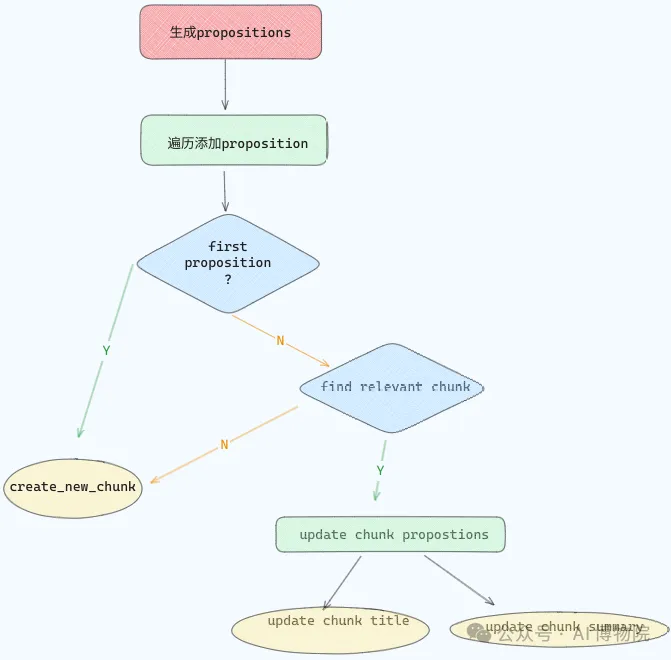 生成propositions
遍历添加proposition
first
proposition
?
Y
N
find relevant chunk
N
Y
create_new_chunk
update chunk propostions
update chunk title
update chunk summary
公众号 · AI博物院